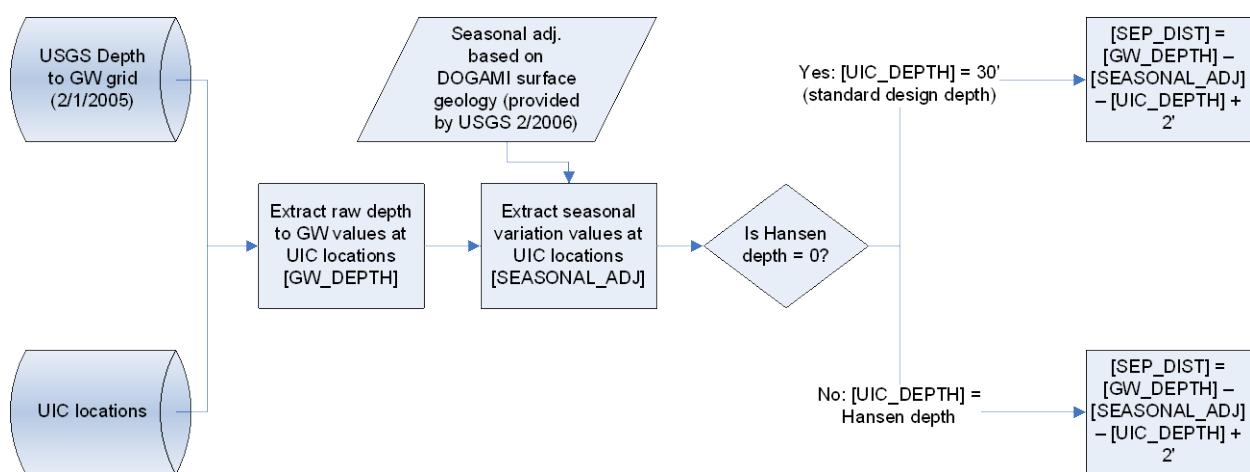 USGS Depth
to GW grid
(2/1/2005)
UIC locations
Extract raw depth
to GW values at
UIC locations
[GW_DEPTH]
Seasonal adj.
based on
DOGAMI surface
geology (provided
by USGS 2/2006)
Extract seasonal
variation values at
UIC locations
[SEASONAL_ADJ]
Is Hansen
depth = 0?
Yes: [UIC_DEPTH] = 30'
(standard design depth)
[SEP_DIST] =
[GW_DEPTH] –
[SEASONAL_ADJ]
– [UIC_DEPTH] +
2'
No: [UIC_DEPTH] =
Hansen depth
[SEP_DIST] =
[GW_DEPTH] –
[SEASONAL_ADJ]
– [UIC_DEPTH] +
2'